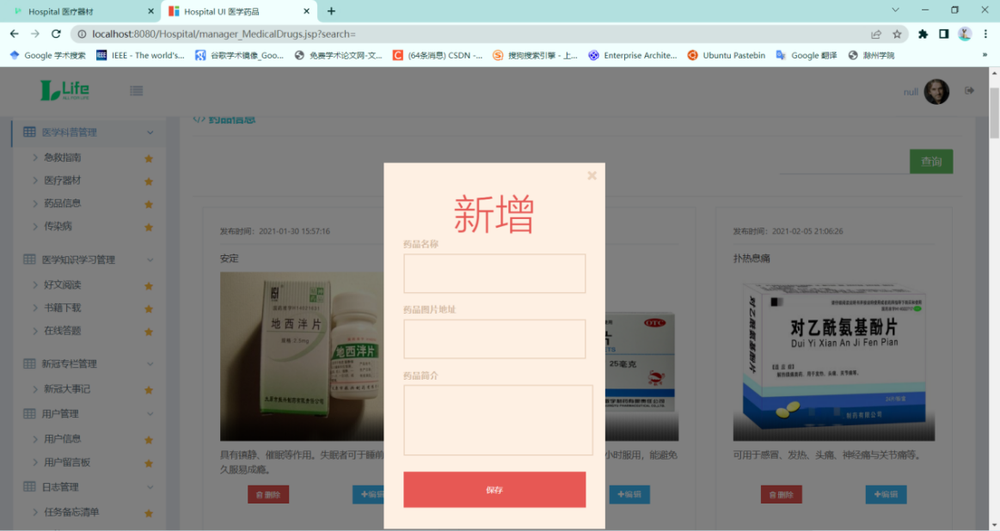 Hospital 医疗器材
Hospital UI 医学药品
localhost:8080/Hospital/manager_MedicalDrugs.jsp?search=
Google 学术搜索
IEEE - The world's...
谷歌学术镜像_Goo...
免费学术论文网-文...
(64条消息) CSDN -...
搜狗搜索引擎 - 上...
Enterprise Archite...
Ubuntu Pastebin
Google 翻译
滁州学院
»
Life
null
药品信息
医学科普管理
急救指南
医疗器材
药品信息
传染病
医学知识学习管理
好文阅读
书籍下载
在线答题
新冠专栏管理
新冠大事记
用户管理
用户信息
用户留言板
日志管理
任务备忘清单
查询
发布时间：2021-01-30 15:57:16
安定
地西泮片
地西泮片
具有镇静、催眠等作用。失眠者可于睡前
久服易成瘾。
删除
编辑
新增
药品名称
药品图片地址
药品简介
保存
OTC
片
25毫克
小时服用，能避免
编辑
发布时间：2021-02-05 21:06:26
扑热息痛
对乙酰氨基酚片
对乙酰氨基酚片
Dui Yi Xian An Ji Fen Pian
可用于感冒、发热、头痛、神经痛与关节痛等。
删除
编辑